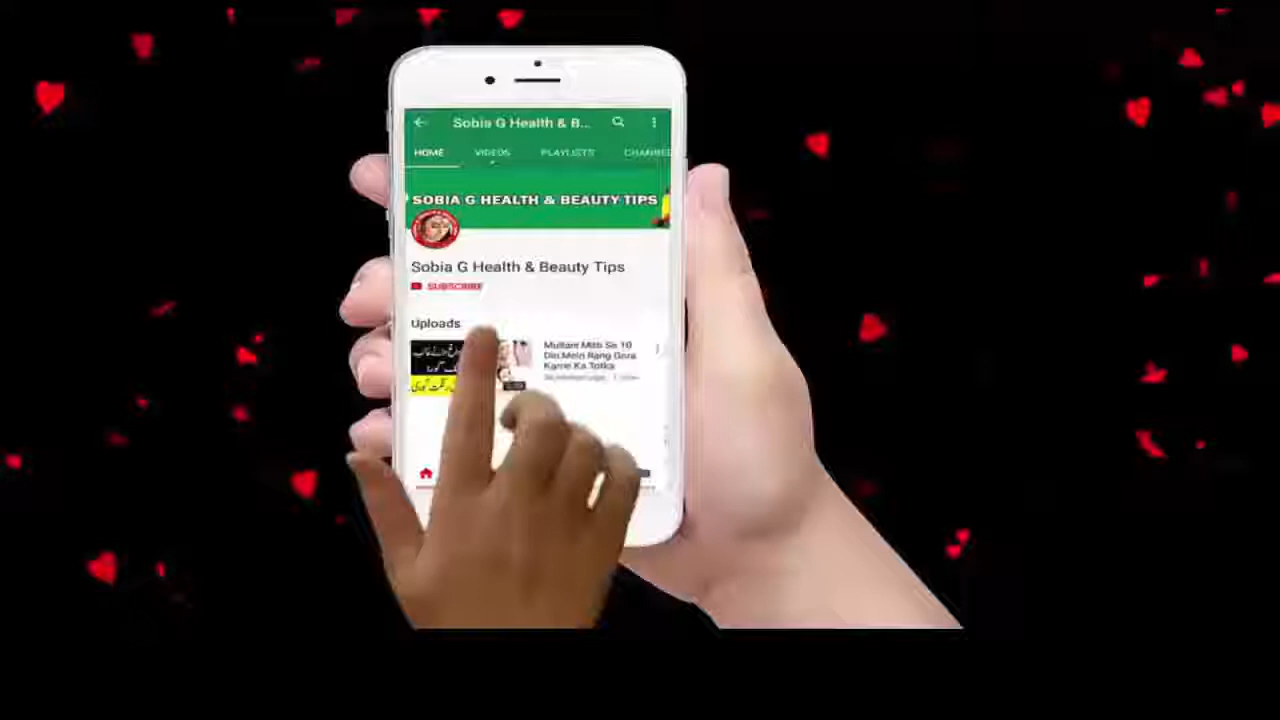 Sobia G Health & B...
HOME VIDEOS PLAYLISTS CHANNEL
SOBIA G HEALTH & BEAUTY TIPS
Sobia G Health & Beauty Tips
SUBSCRIBE
Uploads
Multani Mitti Se 10
Din Mein Rang Gora
Karne Ka Totka